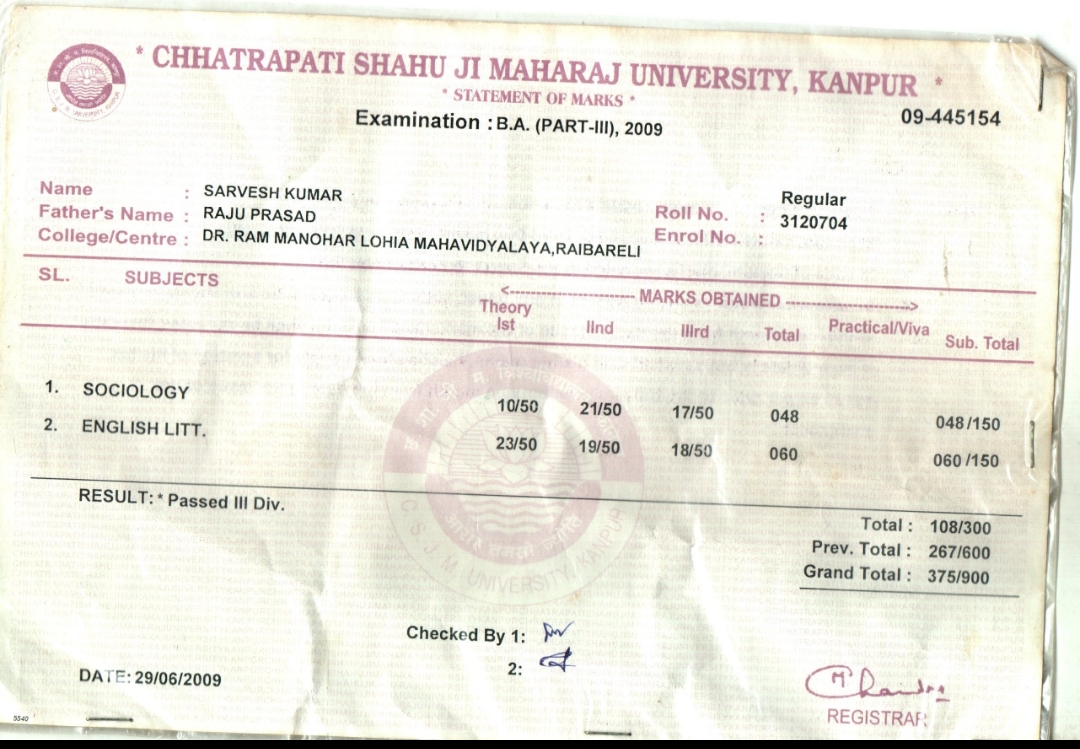 * CHHATRAPATI SHAHU JI MAHARAJ UNIVERSITY, KANPUR *
* STATEMENT OF MARKS *
09-445154
Examination : B.A. (PART-III), 2009
Regular
Name : SARVESH KUMAR
Father's Name : RAJU PRASAD
Roll No. : 3120704
College/Centre : DR. RAM MANOHAR LOHIA MAHAVIDYALAYA,RAIBARELI
Enrol No. :
SL. SUBJECTS <------------------------ MARKS OBTAINED ------------------------>
Theory
Ist IInd IIIrd Total Practical/Viva Sub. Total
1. SOCIOLOGY 10/50 21/50 17/50 048 048/150
2. ENGLISH LITT. 23/50 19/50 18/50 060 060/150
C.S.J.M. UNIVERSITY, KANPUR
RESULT: * Passed III Div.
Total : 108/300
Prev. Total : 267/600
Grand Total : 375/900
Checked By 1:
2:
DATE: 29/06/2009
REGISTRAR
5540